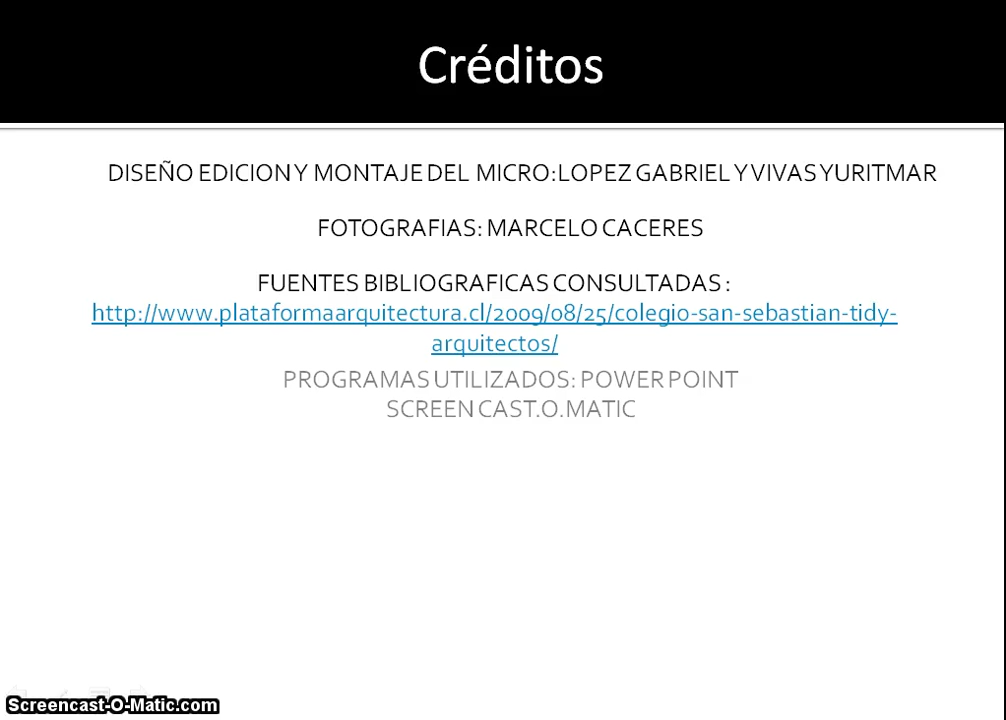 Créditos
DISEÑO EDICION Y MONTAJE DEL MICRO:LOPEZ GABRIEL Y VIVAS YURITMAR
FOTOGRAFIAS: MARCELO CACERES
FUENTES BIBLIOGRAFICAS CONSULTADAS :
http://www.plataformaarquitectura.cl/2009/08/25/colegio-san-sebastian-tidy-
arquitectos/
PROGRAMAS UTILIZADOS: POWER POINT
SCREEN CAST.O.MATIC
Screencast-O-Matic.com